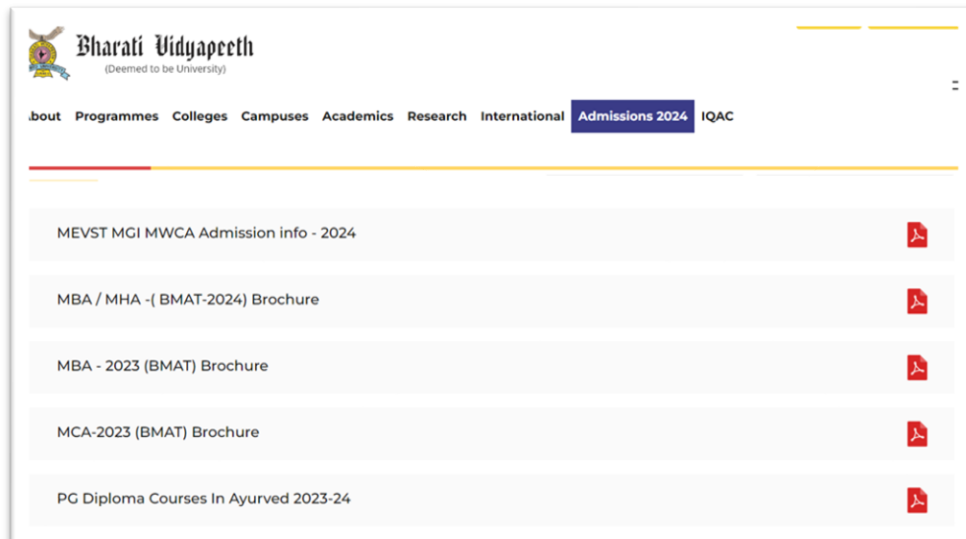 Bharati Vidyapeeth
(Deemed to be University)
About Programmes Colleges Campuses Academics Research International Admissions 2024 IQAC
MEVST MGI MWCA Admission info - 2024
MBA / MHA -( BMAT-2024) Brochure
MBA - 2023 (BMAT) Brochure
MCA-2023 (BMAT) Brochure
PG Diploma Courses In Ayurved 2023-24